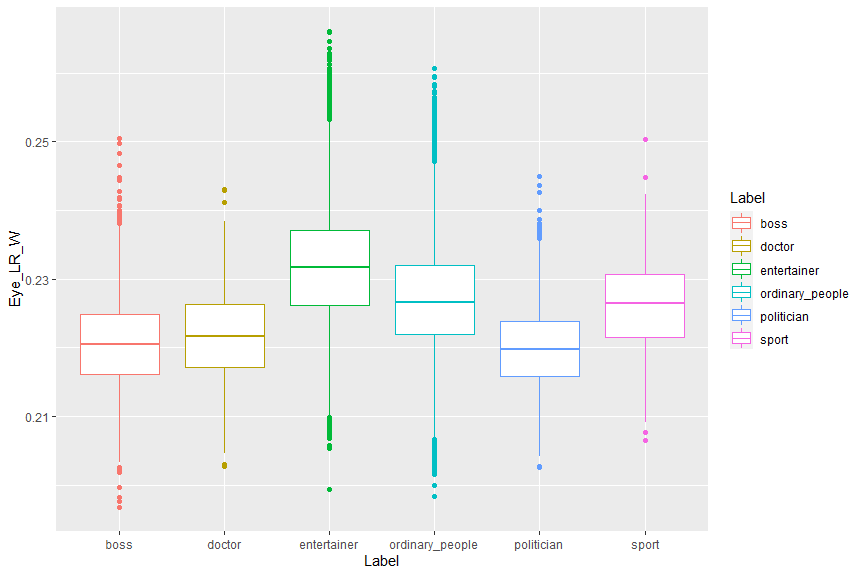 Eye_LR_W
0.25
0.23
0.21
boss doctor entertainer ordinary_people politician sport
Label
Label
boss
doctor
entertainer
ordinary_people
politician
sport